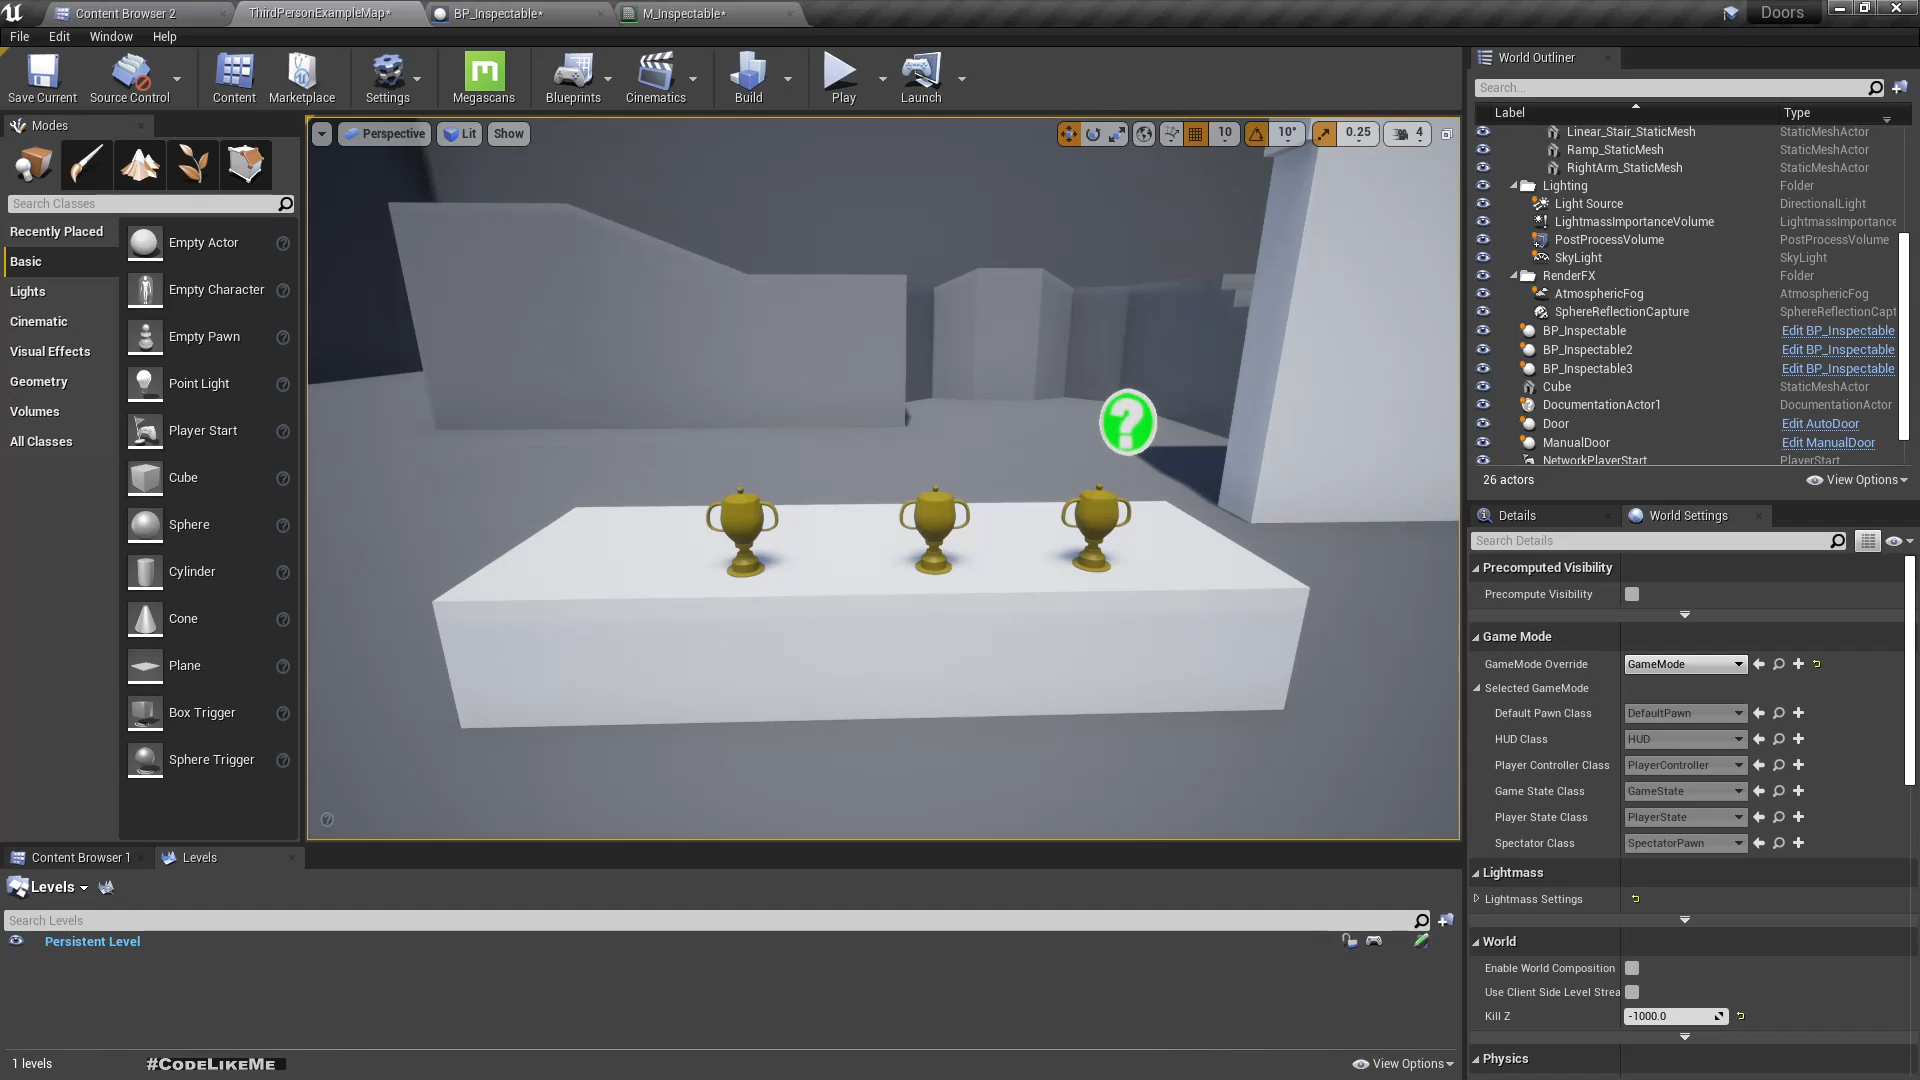 Content Browser 2
ThirdPersonExampleMap*
BP_Inspectable*
M_Inspectable*
Doors
File Edit Window Help
Save Current
Source Control
Content
Marketplace
Settings
Megascans
Blueprints
Cinematics
Build
Play
Launch
Modes
Search Classes
Recently Placed
Basic
Lights
Cinematic
Visual Effects
Geometry
Volumes
All Classes
Empty Actor
Empty Character
Empty Pawn
Point Light
Player Start
Cube
Sphere
Cylinder
Cone
Plane
Box Trigger
Sphere Trigger
Perspective
Lit
Show
10
10°
0.25
4
World Outliner
Search...
Label Type
Linear_Stair_StaticMesh StaticMeshActor
Ramp_StaticMesh StaticMeshActor
RightArm_StaticMesh StaticMeshActor
Lighting Folder
Light Source DirectionalLight
LightmassImportanceVolume LightmassImportance
PostProcessVolume PostProcessVolume
SkyLight SkyLight
RenderFX Folder
AtmosphericFog AtmosphericFog
SphereReflectionCapture SphereReflectionCapt
BP_Inspectable Edit BP_Inspectable
BP_Inspectable2 Edit BP_Inspectable
BP_Inspectable3 Edit BP_Inspectable
Cube StaticMeshActor
DocumentationActor1 DocumentationActor
Door Edit AutoDoor
ManualDoor Edit ManualDoor
NetworkPlayerStart PlayerStart
26 actors
View Options
Details
World Settings
Search Details
Precomputed Visibility
Precompute Visibility
Game Mode
GameMode Override GameMode
Selected GameMode
Default Pawn Class DefaultPawn
HUD Class HUD
Player Controller Class PlayerController
Game State Class GameState
Player State Class PlayerState
Spectator Class SpectatorPawn
Lightmass
Lightmass Settings
World
Enable World Composition
Use Client Side Level Strea
Kill Z -1000.0
Physics
Content Browser 1
Levels
Levels
Search Levels
Persistent Level
1 levels
#CodeLikeMe
View Options